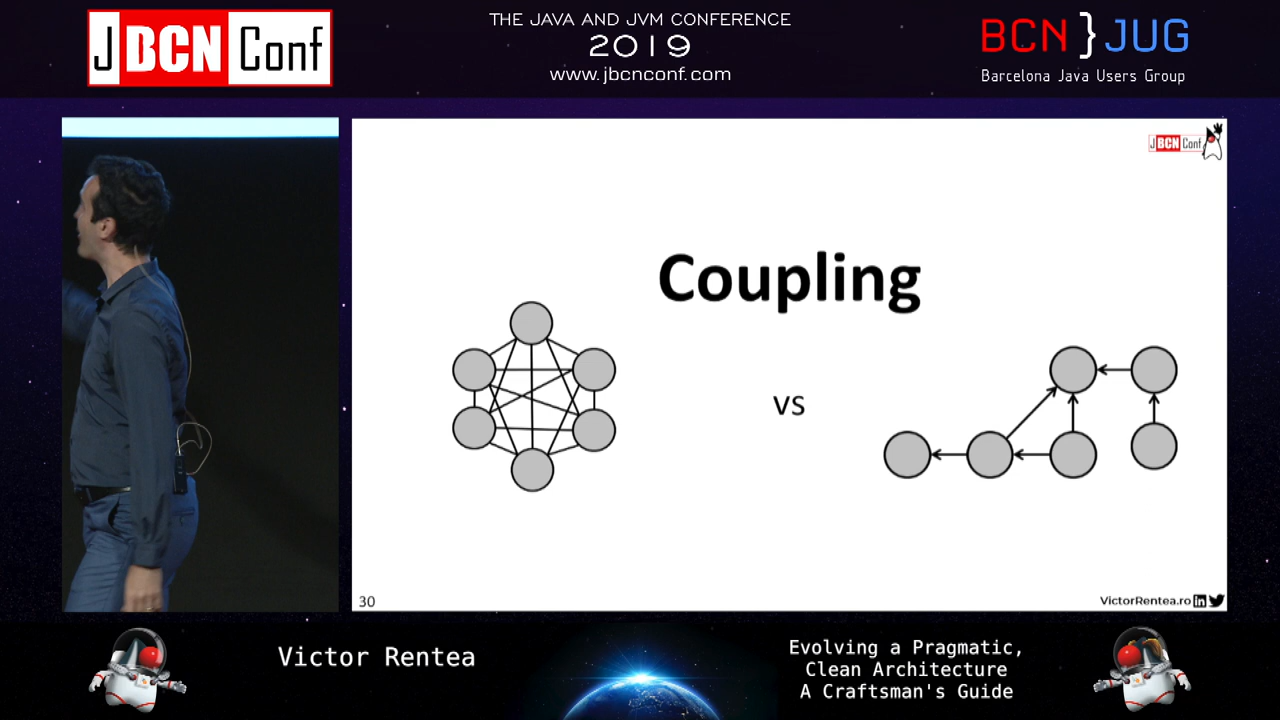 JBCNConf
THE JAVA AND JVM CONFERENCE
2019
www.jbcnconf.com
BCN}JUG
Barcelona Java Users Group
JBCNConf
Coupling
vs
30
VictorRentea.ro
Victor Rentea
Evolving a Pragmatic,
Clean Architecture
A Craftsman's Guide